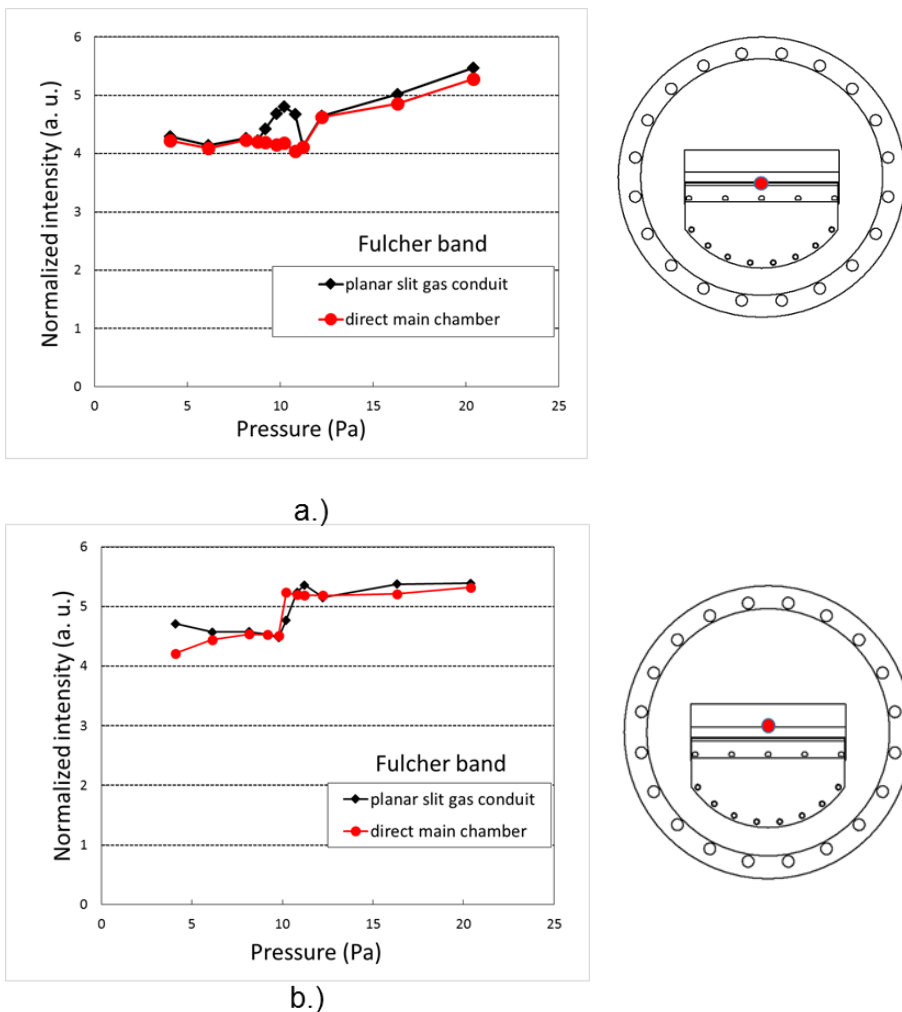 6
5
4
3
2
1
0
Normalized intensity (a. u.)
Fulcher band
planar slit gas conduit
direct main chamber
0 5 10 15 20 25
Pressure (Pa)
a.)
6
5
4
3
2
1
0
Normalized intensity (a. u.)
Fulcher band
planar slit gas conduit
direct main chamber
0 5 10 15 20 25
Pressure (Pa)
b.)